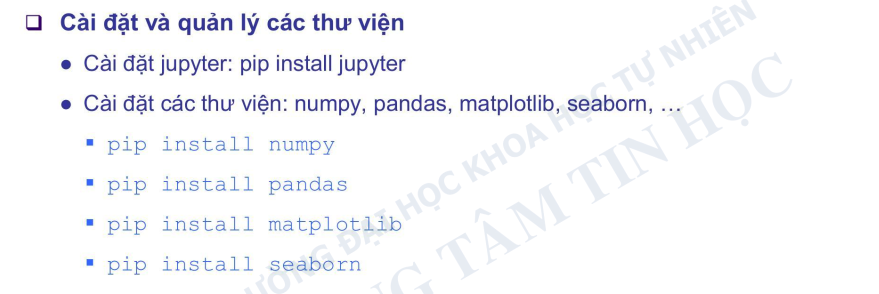 Cài đặt và quản lý các thư viện
Cài đặt jupyter: pip install jupyter
Cài đặt các thư viện: numpy, pandas, matplotlib, seaborn, …
pip install numpy
pip install pandas
pip install matplotlib
pip install seaborn
ĐẠI HỌC KHOA HỌC TỰ NHIÊN
TÂM TIN HỌC